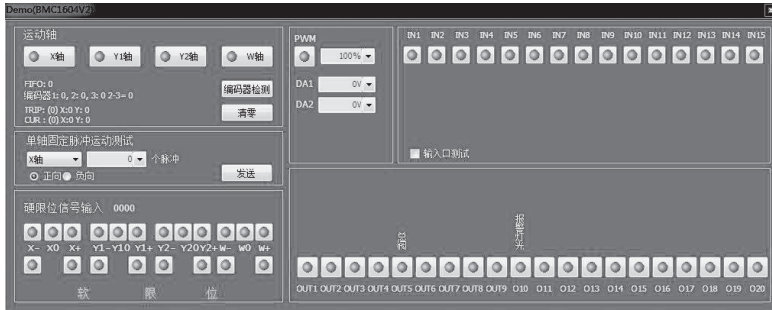 Demo(BMC1604V2)
运动轴
X轴 Y1轴 Y2轴 W轴
FIFO: 0
编码器1: 0, 2: 0, 3: 0 2-3= 0
编码器检测
TRIP: (0) X:0 Y: 0
CUR : (0) X:0 Y: 0
清零
单轴固定脉冲运动测试
X轴 0 个脉冲
正向 负向 发送
硬限位信号输入 0000
X- X0 X+ Y1- Y10 Y1+ Y2- Y20 Y2+ W- W0 W+
软 限 位
PWM
100%
DA1 0V
DA2 0V
IN1 IN2 IN3 IN4 IN5 IN6 IN7 IN8 IN9 IN10 IN11 IN12 IN13 IN14 IN15
输入口测试
报警灯光
OUT1 OUT2 OUT3 OUT4 OUT5 OUT6 OUT7 OUT8 OUT9 O10 O11 O12 O13 O14 O15 O16 O17 O18 O19 O20